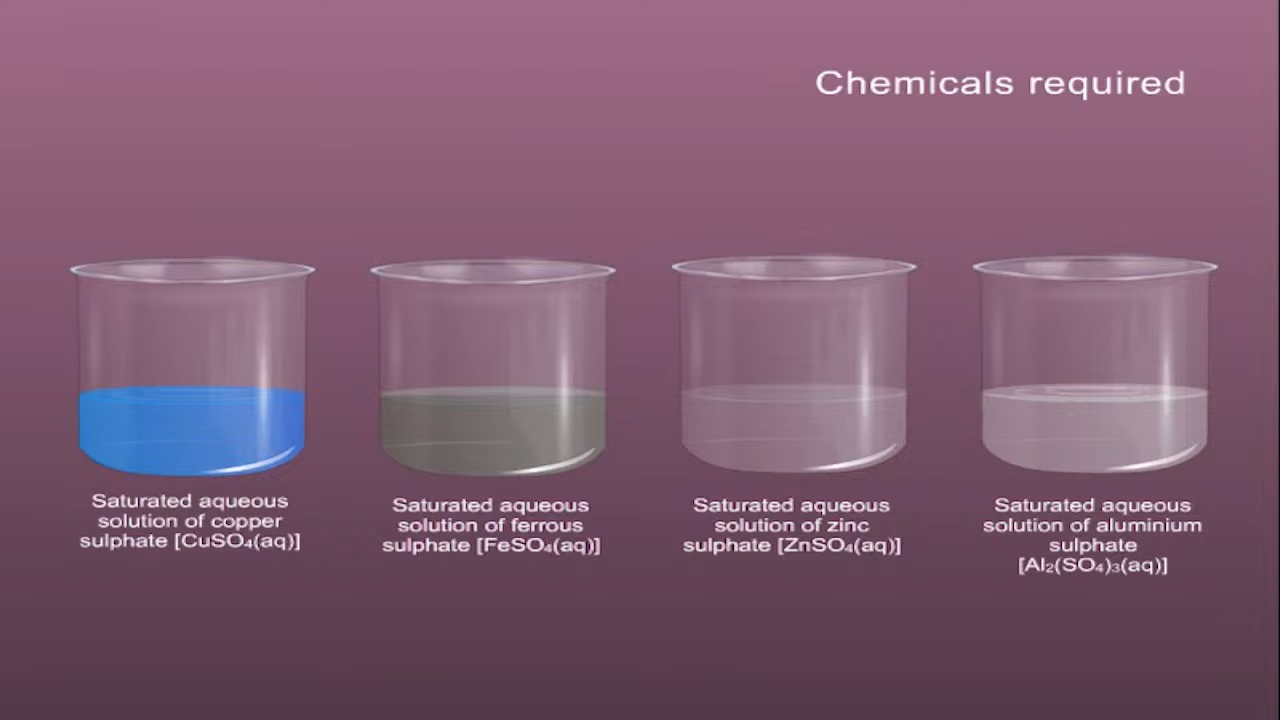 Chemicals required
Saturated aqueous
solution of copper
sulphate [CuSO₄(aq)]
Saturated aqueous
solution of ferrous
sulphate [FeSO₄(aq)]
Saturated aqueous
solution of zinc
sulphate [ZnSO₄(aq)]
Saturated aqueous
solution of aluminium
sulphate
[Al₂(SO₄)₃(aq)]